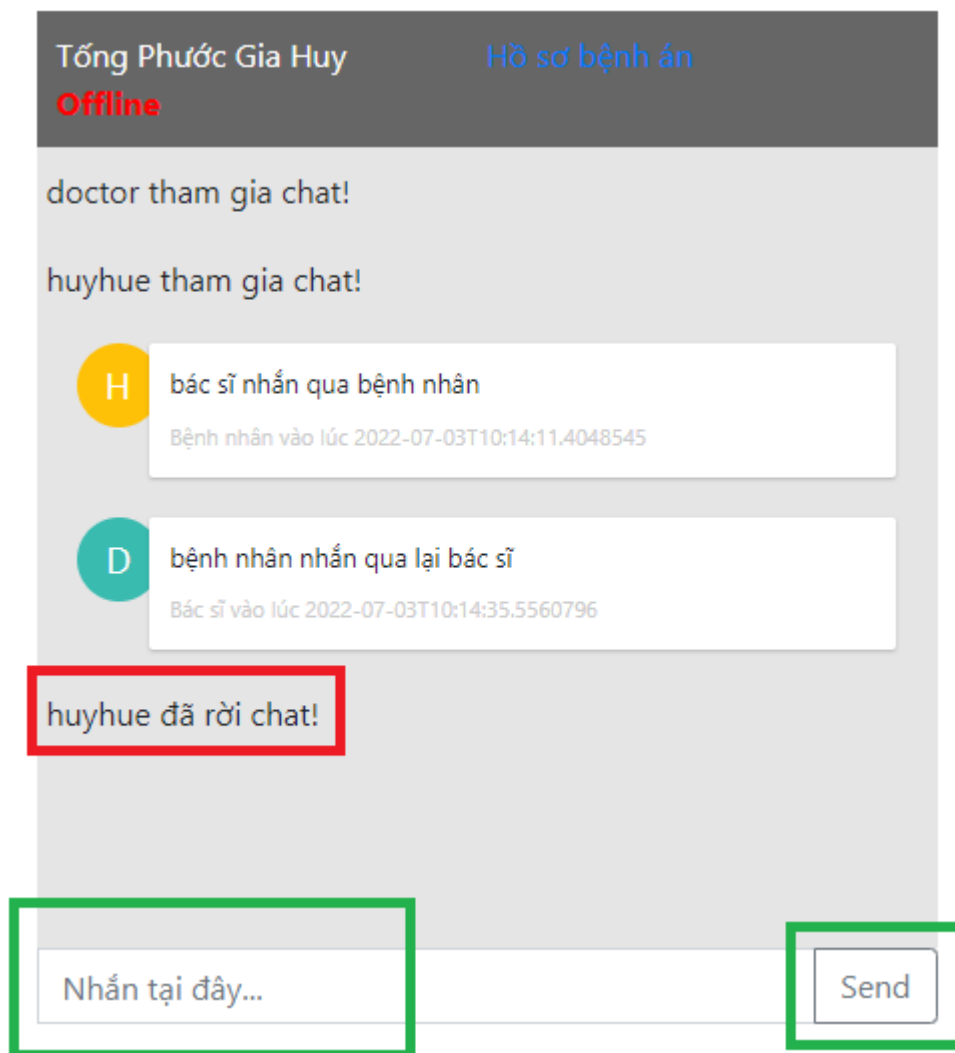 Tống Phước Gia Huy Hồ sơ bệnh án
Offline
doctor tham gia chat!
huyhue tham gia chat!
H bác sĩ nhắn qua bệnh nhân
Bệnh nhân vào lúc 2022-07-03T10:14:11.4048545
D bệnh nhân nhắn qua lại bác sĩ
Bác sĩ vào lúc 2022-07-03T10:14:35.5560796
huyhue đã rời chat!
Nhắn tại đây... Send